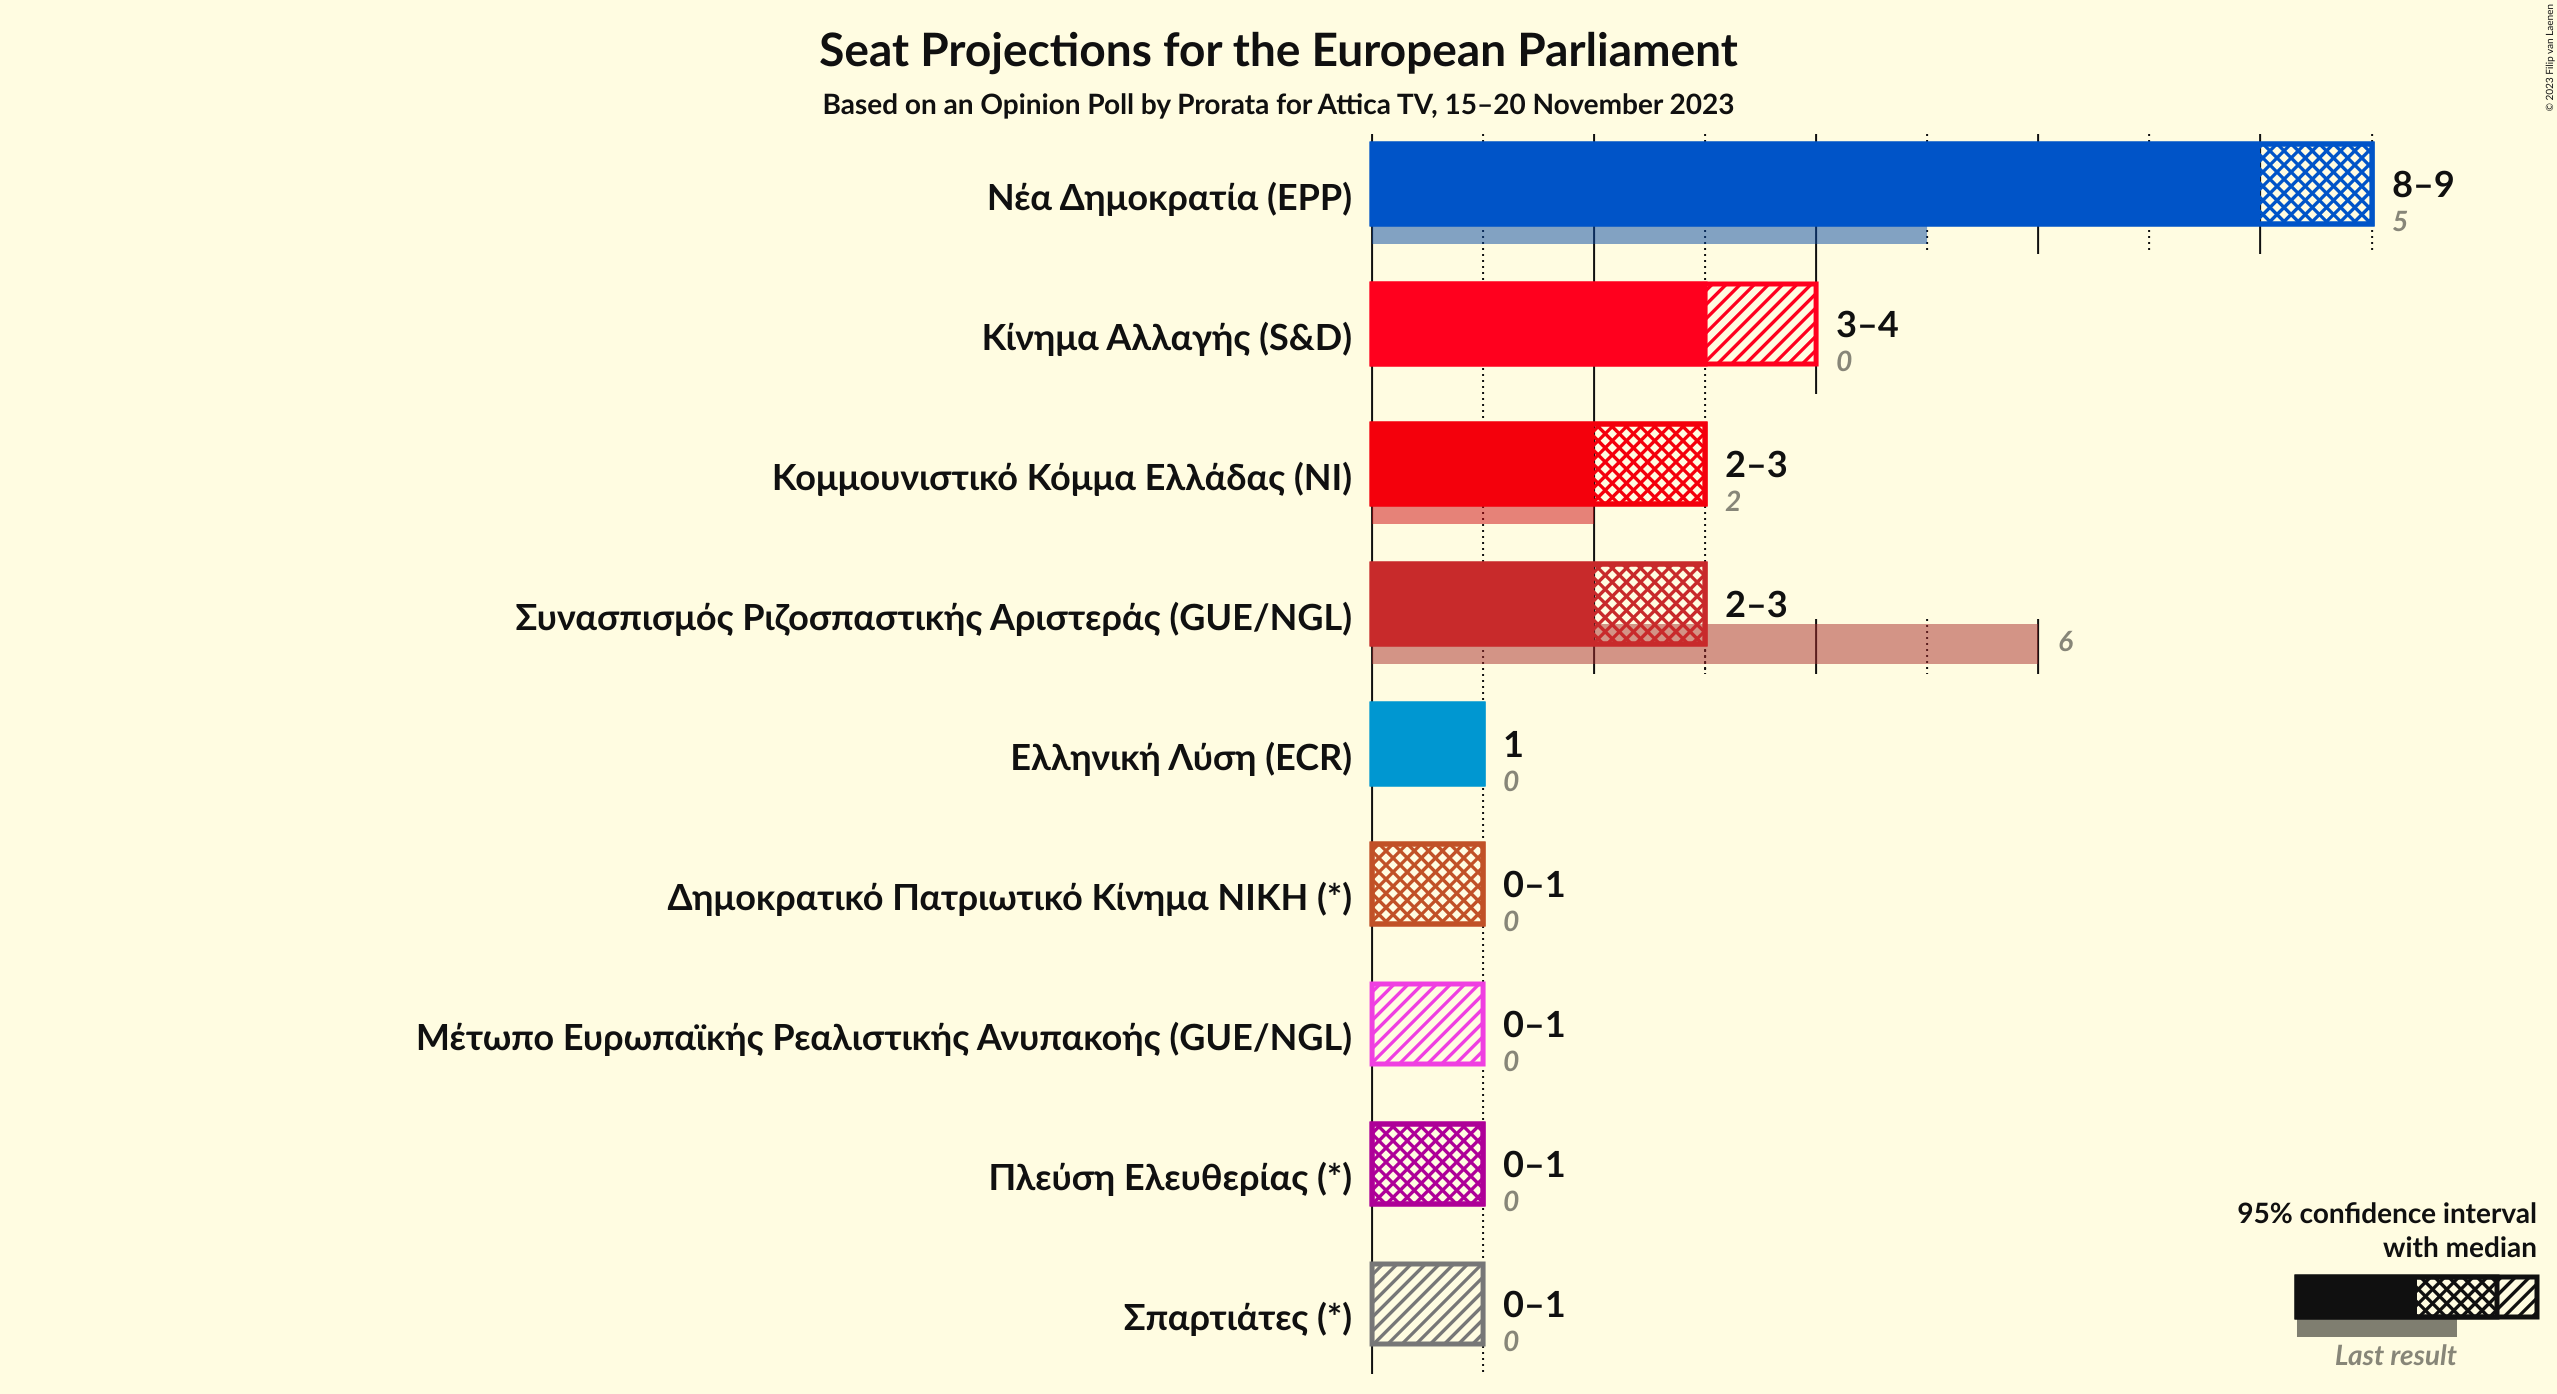 Seat Projections for the European Parliament
Based on an Opinion Poll by Prorata for Attica TV, 15–20 November 2023
© 2023 Filip van Laenen
Νέα Δημοκρατία (EPP)
8–9
5
Κίνημα Αλλαγής (S&D)
3–4
0
Κομμουνιστικό Κόμμα Ελλάδας (NI)
2–3
2
Συνασπισμός Ριζοσπαστικής Αριστεράς (GUE/NGL)
2–3
6
Ελληνική Λύση (ECR)
1
0
Δημοκρατικό Πατριωτικό Κίνημα ΝΙΚΗ (*)
0–1
0
Μέτωπο Ευρωπαϊκής Ρεαλιστικής Ανυπακοής (GUE/NGL)
0–1
0
Πλεύση Ελευθερίας (*)
0–1
0
Σπαρτιάτες (*)
0–1
0
95% confidence interval
with median
Last result